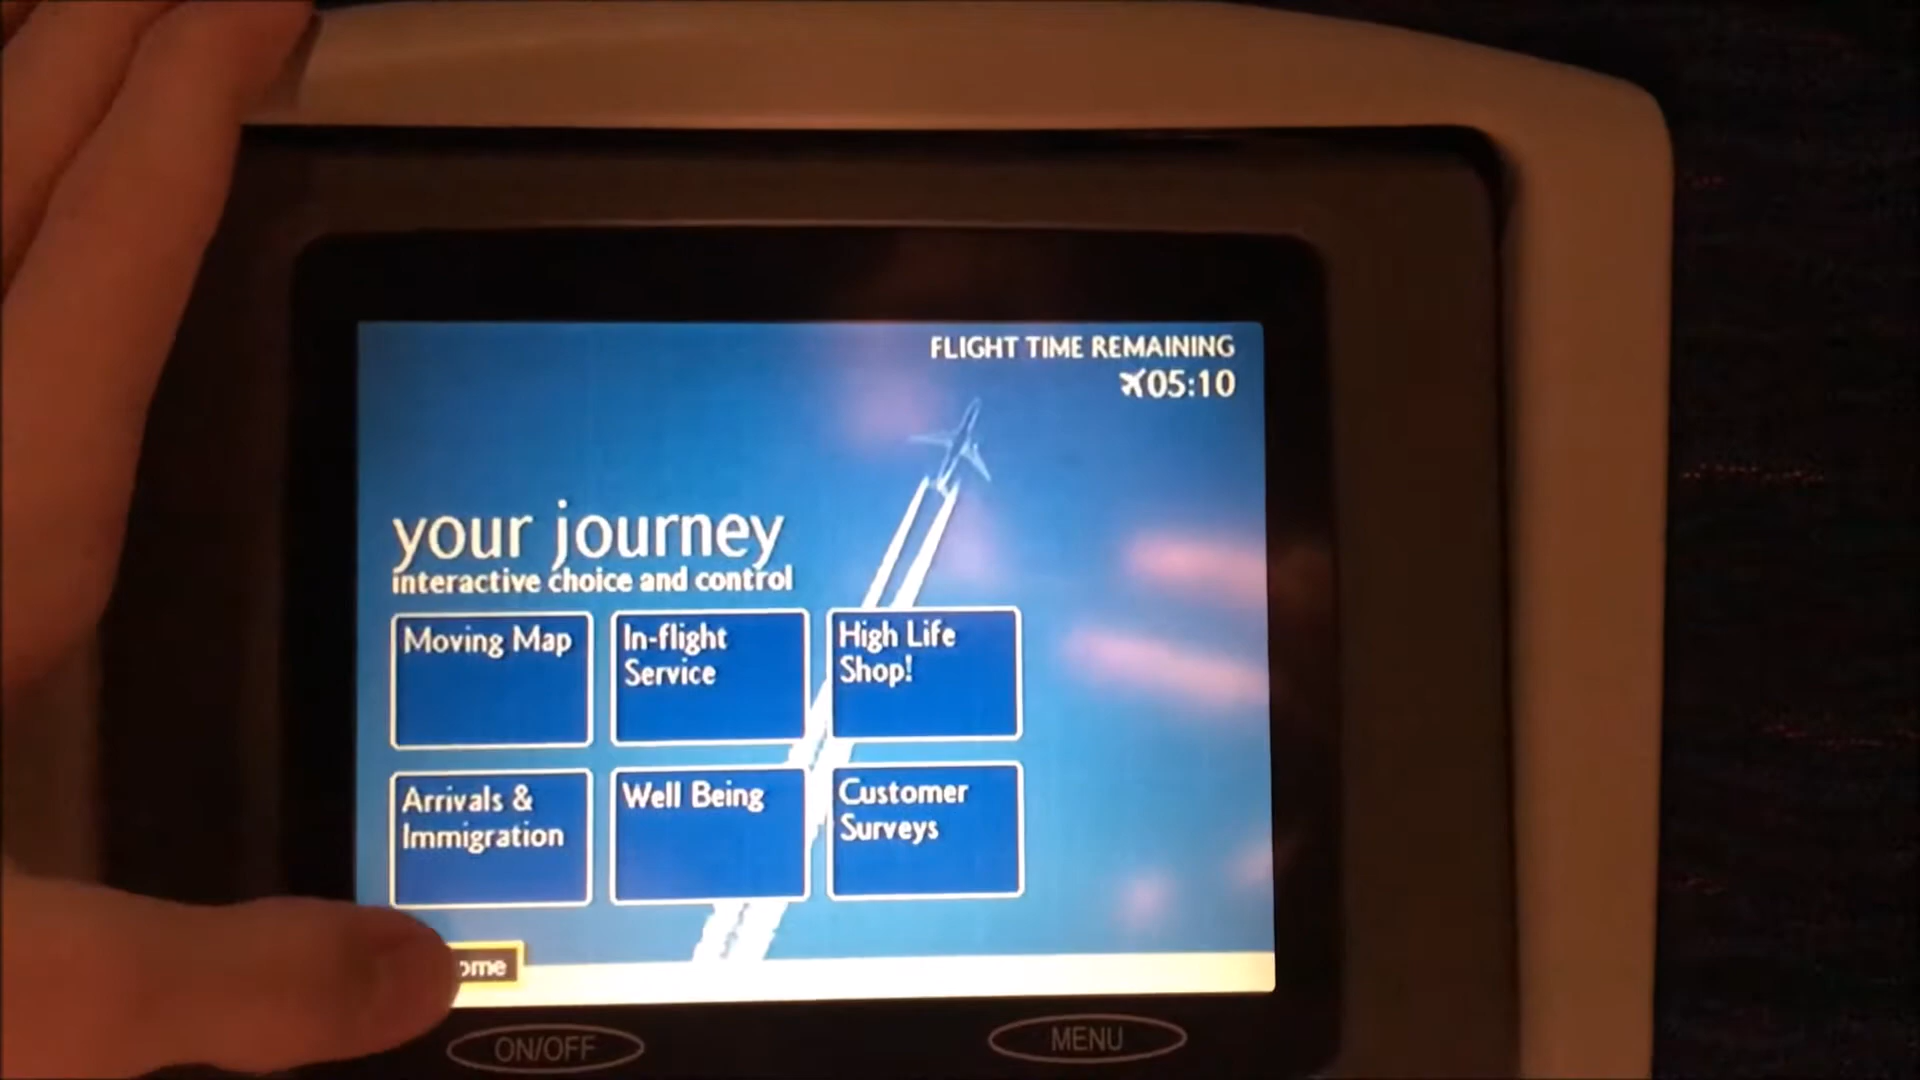 FLIGHT TIME REMAINING
05:10
your journey
interactive choice and control
Moving Map
In-flight
Service
High Life
Shop!
Arrivals &
Immigration
Well Being
Customer
Surveys
ON/OFF
MENU